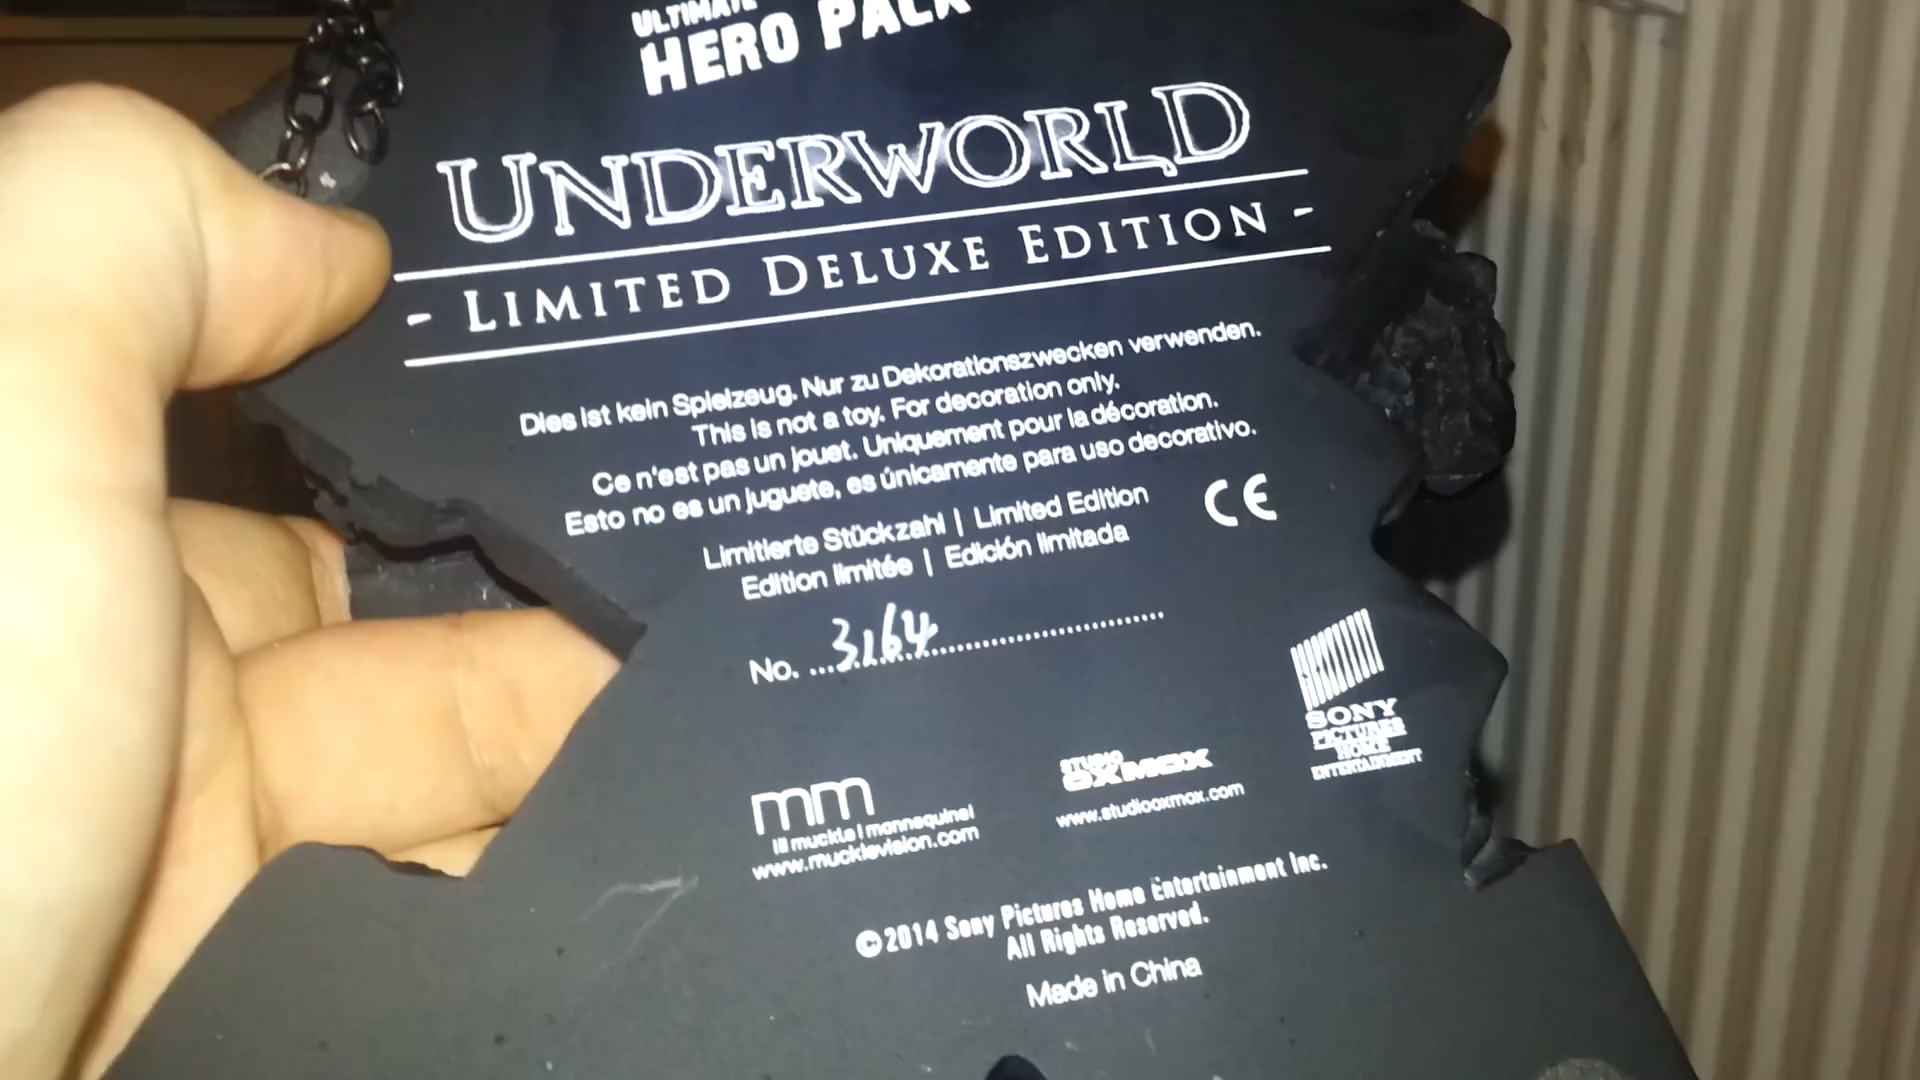 ULTIMATE
HERO PACK
UNDERWORLD
- LIMITED DELUXE EDITION -
Dies ist kein Spielzeug. Nur zu Dekorationszwecken verwenden.
This is not a toy. For decoration only.
Ce n'est pas un jouet. Uniquement pour la décoration.
Esto no es un juguete, es únicamente para uso decorativo.
Limitierte Stückzahl | Limited Edition
Edition limitée | Edición limitada
CE
No. ...3164..............................
SONY
PICTURES
HOME
ENTERTAINMENT
mm
III muckle I mannequins I
www.mucklevision.com
STUDIO
OXMOX
www.studiooxmox.com
©2014 Sony Pictures Home Entertainment Inc.
All Rights Reserved.
Made in China